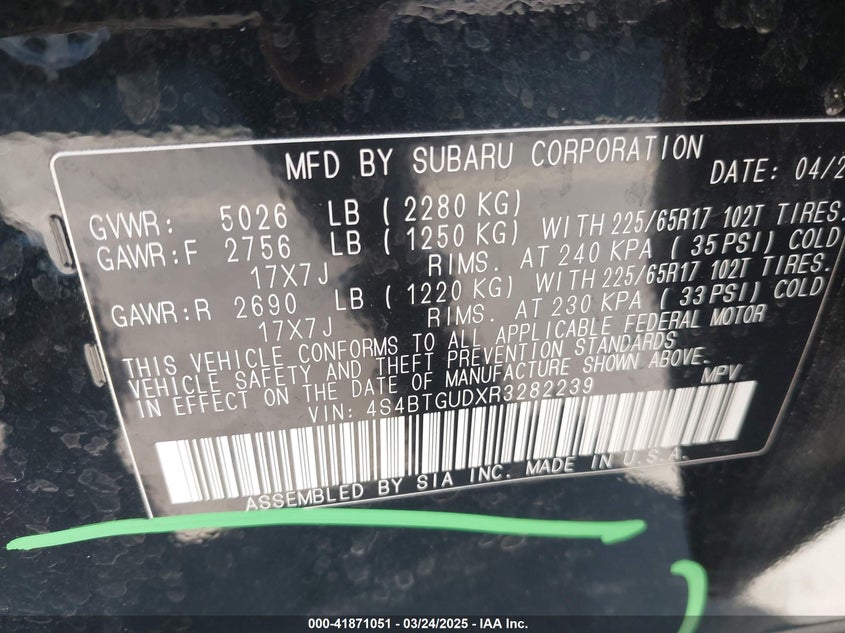 MFD BY SUBARU CORPORATION DATE: 04/2
GVWR: 5026 LB ( 2280 KG)
GAWR:F 2756 LB ( 1250 KG) WITH 225/65R17 102T TIRES.
17X7J RIMS. AT 240 KPA ( 35 PSI) COLD
GAWR:R 2690 LB ( 1220 KG) WITH 225/65R17 102T TIRES.
17X7J RIMS. AT 230 KPA ( 33 PSI) COLD
THIS VEHICLE CONFORMS TO ALL APPLICABLE FEDERAL MOTOR
VEHICLE SAFETY AND THEFT PREVENTION STANDARDS
IN EFFECT ON THE DATE OF MANUFACTURE SHOWN ABOVE.
VIN: 4S4BTGUDXR3282239 MPV
ASSEMBLED BY SIA INC. MADE IN U.S.A.
000-41871051 - 03/24/2025 - IAA Inc.